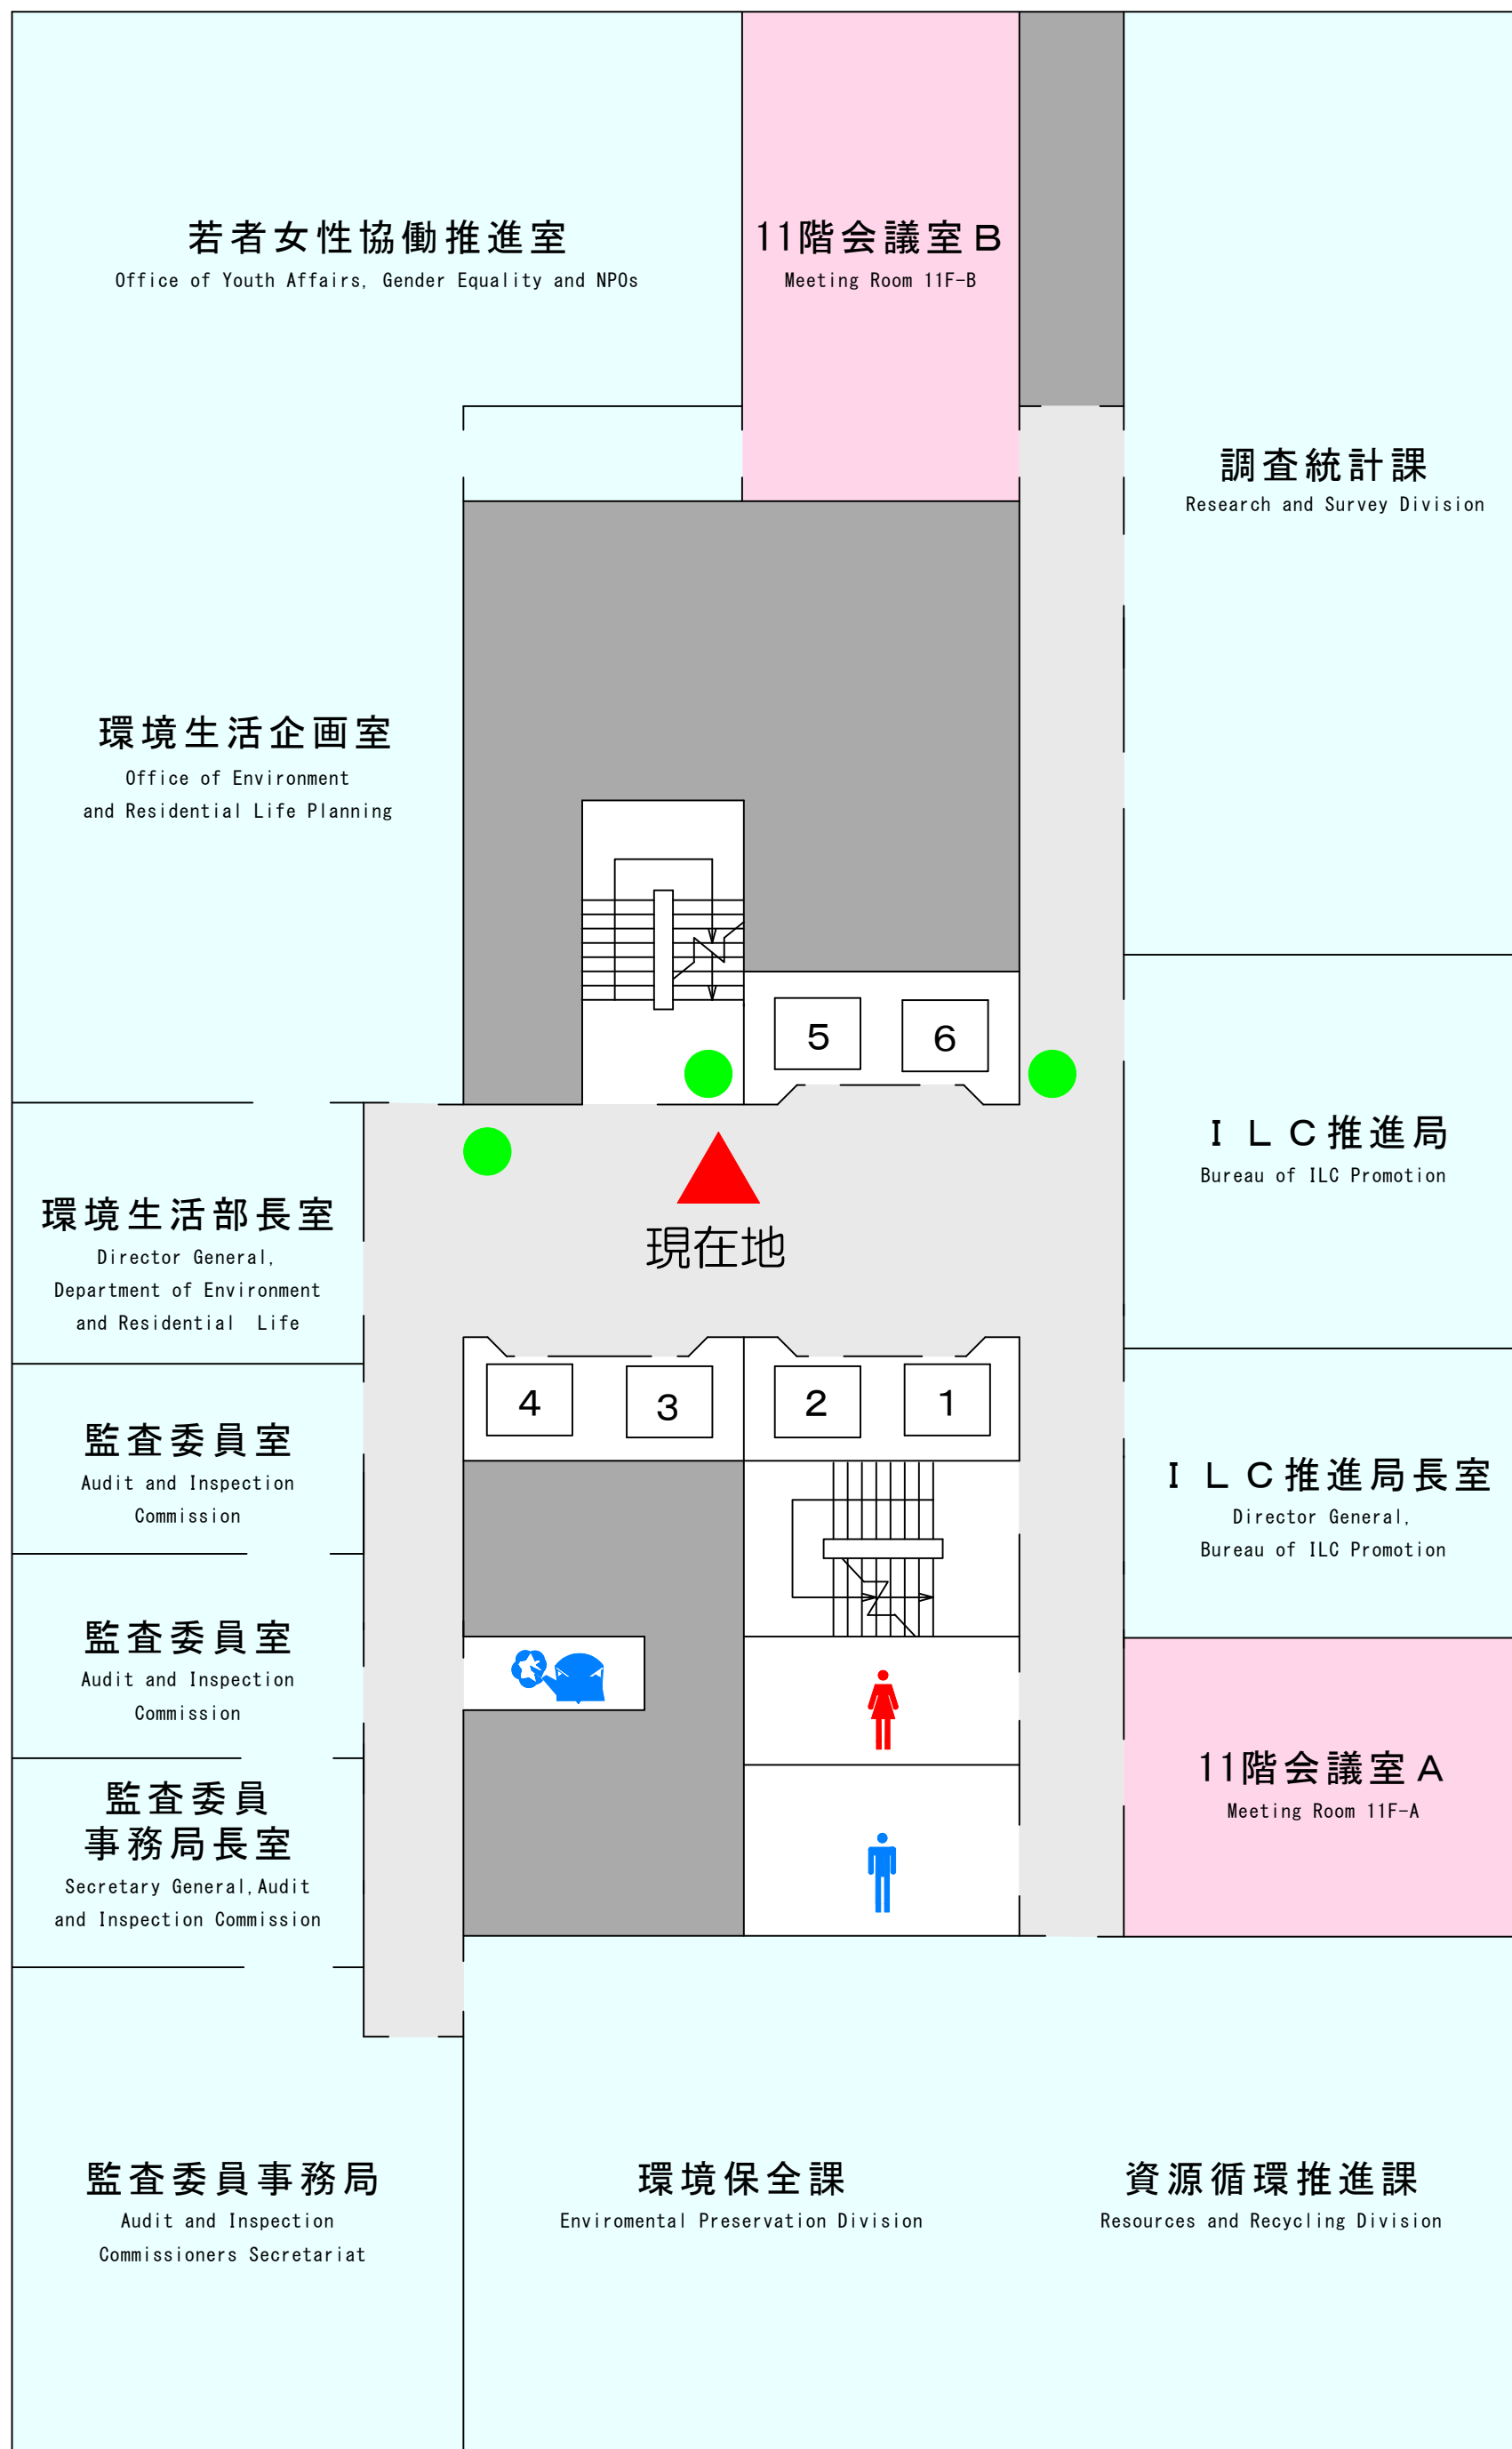 若者女性協働推進室
Office of Youth Affairs, Gender Equality and NPOs
11階会議室Ｂ
Meeting Room 11F-B
調査統計課
Research and Survey Division
環境生活企画室
Office of Environment
and Residential Life Planning
5
6
ＩＬＣ推進局
Bureau of ILC Promotion
環境生活部長室
Director General,
Department of Environment
and Residential Life
現在地
4
3
2
1
監査委員室
Audit and Inspection
Commission
ＩＬＣ推進局長室
Director General,
Bureau of ILC Promotion
監査委員室
Audit and Inspection
Commission
11階会議室Ａ
Meeting Room 11F-A
監査委員
事務局長室
Secretary General,Audit
and Inspection Commission
監査委員事務局
Audit and Inspection
Commissioners Secretariat
環境保全課
Enviromental Preservation Division
資源循環推進課
Resources and Recycling Division